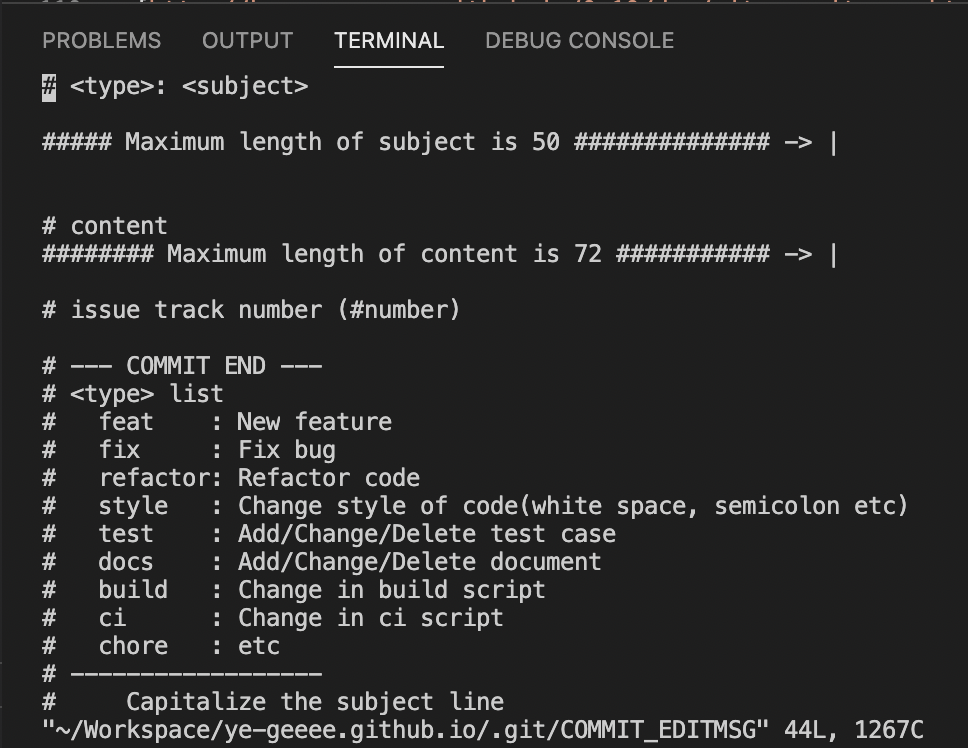 PROBLEMS OUTPUT TERMINAL DEBUG CONSOLE
# <type>: <subject>
##### Maximum length of subject is 50 ############## -> |
# content
######## Maximum length of content is 72 ########### -> |
# issue track number (#number)
# --- COMMIT END ---
# <type> list
#   feat    : New feature
#   fix     : Fix bug
#   refactor: Refactor code
#   style   : Change style of code(white space, semicolon etc)
#   test    : Add/Change/Delete test case
#   docs    : Add/Change/Delete document
#   build   : Change in build script
#   ci      : Change in ci script
#   chore   : etc
# ------------------
#     Capitalize the subject line
"~/Workspace/ye-geeee.github.io/.git/COMMIT_EDITMSG" 44L, 1267C